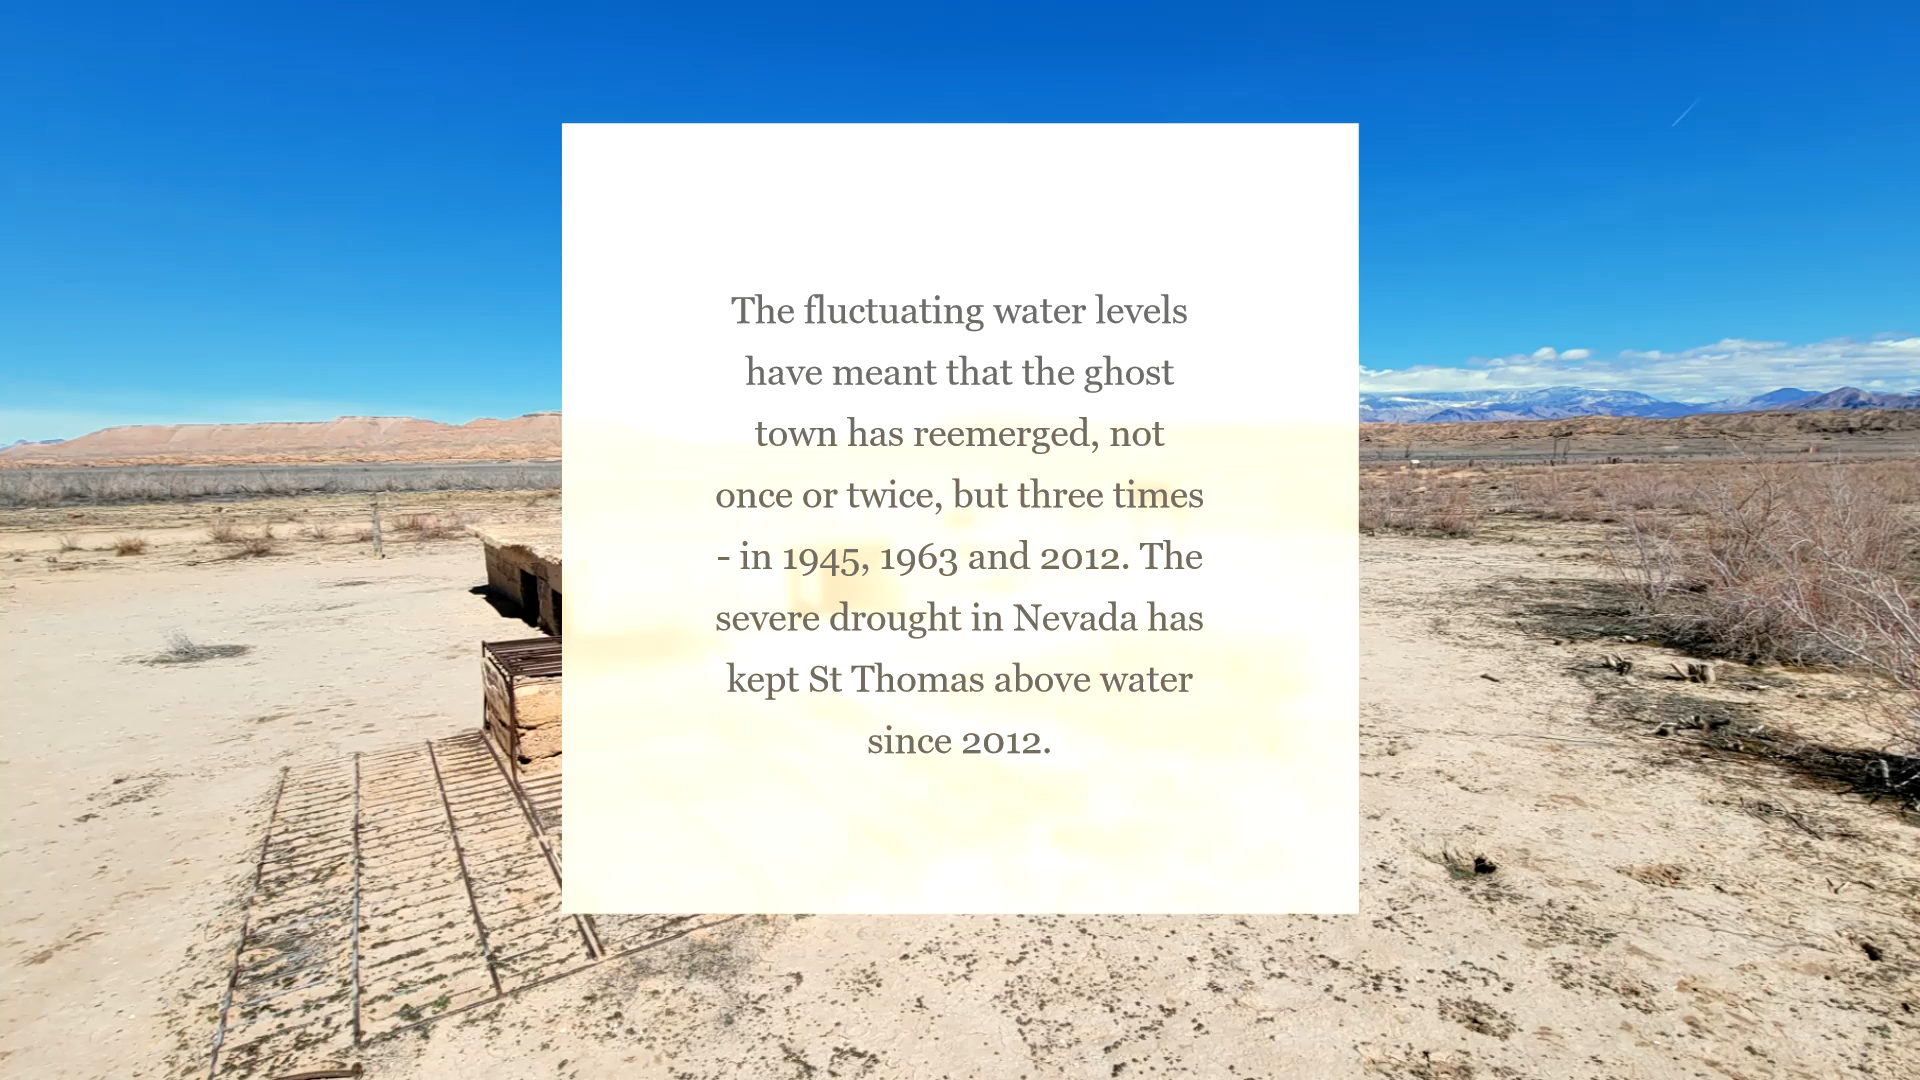 The fluctuating water levels
have meant that the ghost
town has reemerged, not
once or twice, but three times
- in 1945, 1963 and 2012. The
severe drought in Nevada has
kept St Thomas above water
since 2012.